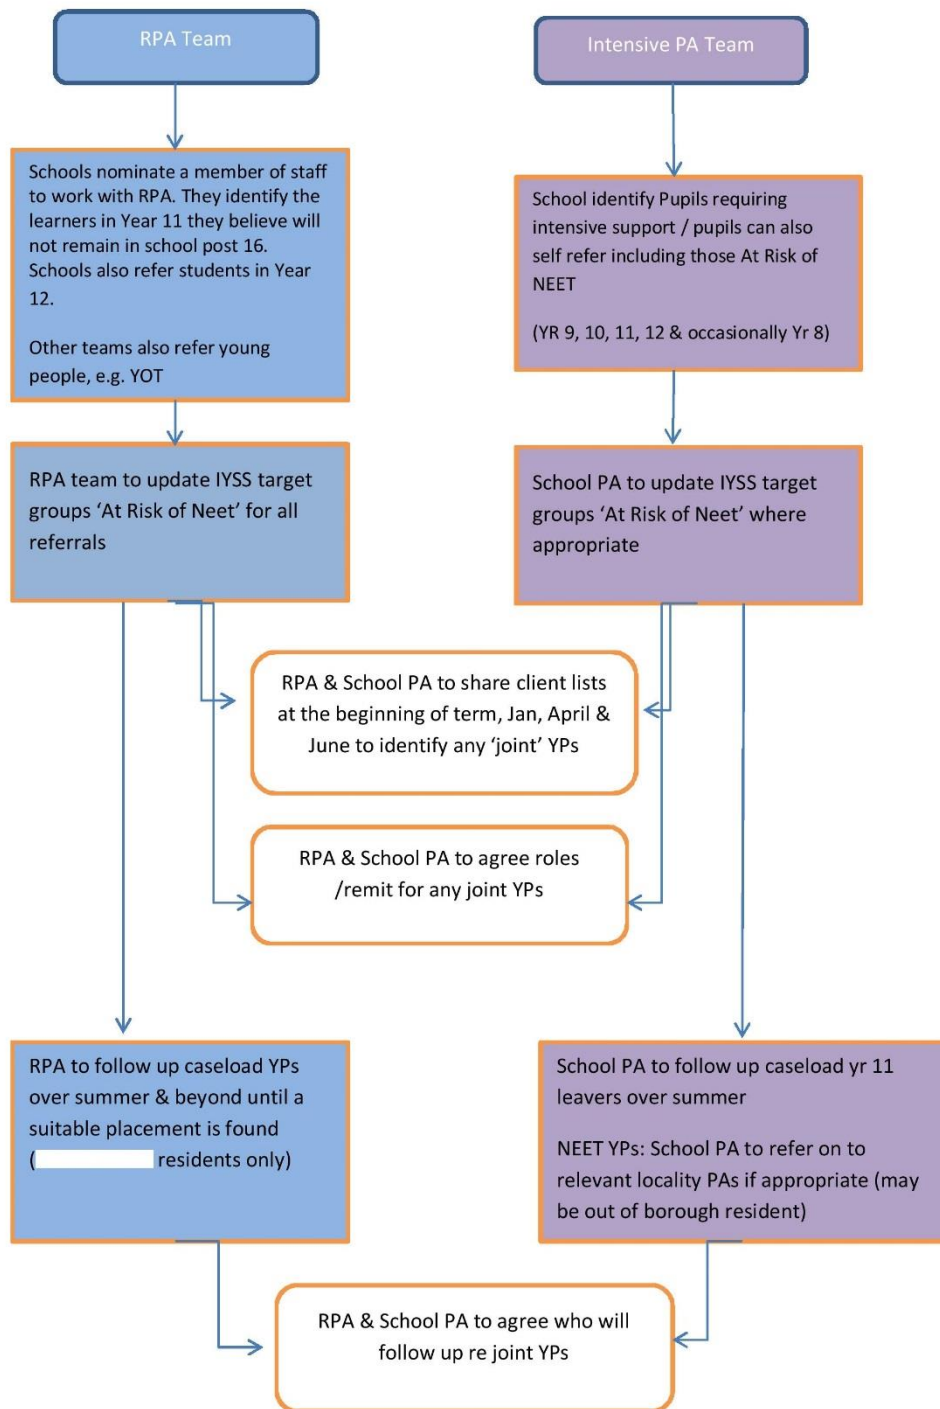 RPA Team
Intensive PA Team
Schools nominate a member of staff
to work with RPA. They identify the
learners in Year 11 they believe will
not remain in school post 16.
Schools also refer students in Year
12.
Other teams also refer young
people, e.g. YOT
School identify Pupils requiring
intensive support / pupils can also
self refer including those At Risk of
NEET
(YR 9, 10, 11, 12 & occasionally Yr 8)
RPA team to update IYSS target
groups ‘At Risk of Neet’ for all
referrals
School PA to update IYSS target
groups ‘At Risk of Neet’ where
appropriate
RPA & School PA to share client lists
at the beginning of term, Jan, April &
June to identify any ‘joint’ YPs
RPA & School PA to agree roles
/remit for any joint YPs
RPA to follow up caseload YPs
over summer & beyond until a
suitable placement is found
( residents only)
School PA to follow up caseload yr 11
leavers over summer
NEET YPs: School PA to refer on to
relevant locality PAs if appropriate (may
be out of borough resident)
RPA & School PA to agree who will
follow up re joint YPs